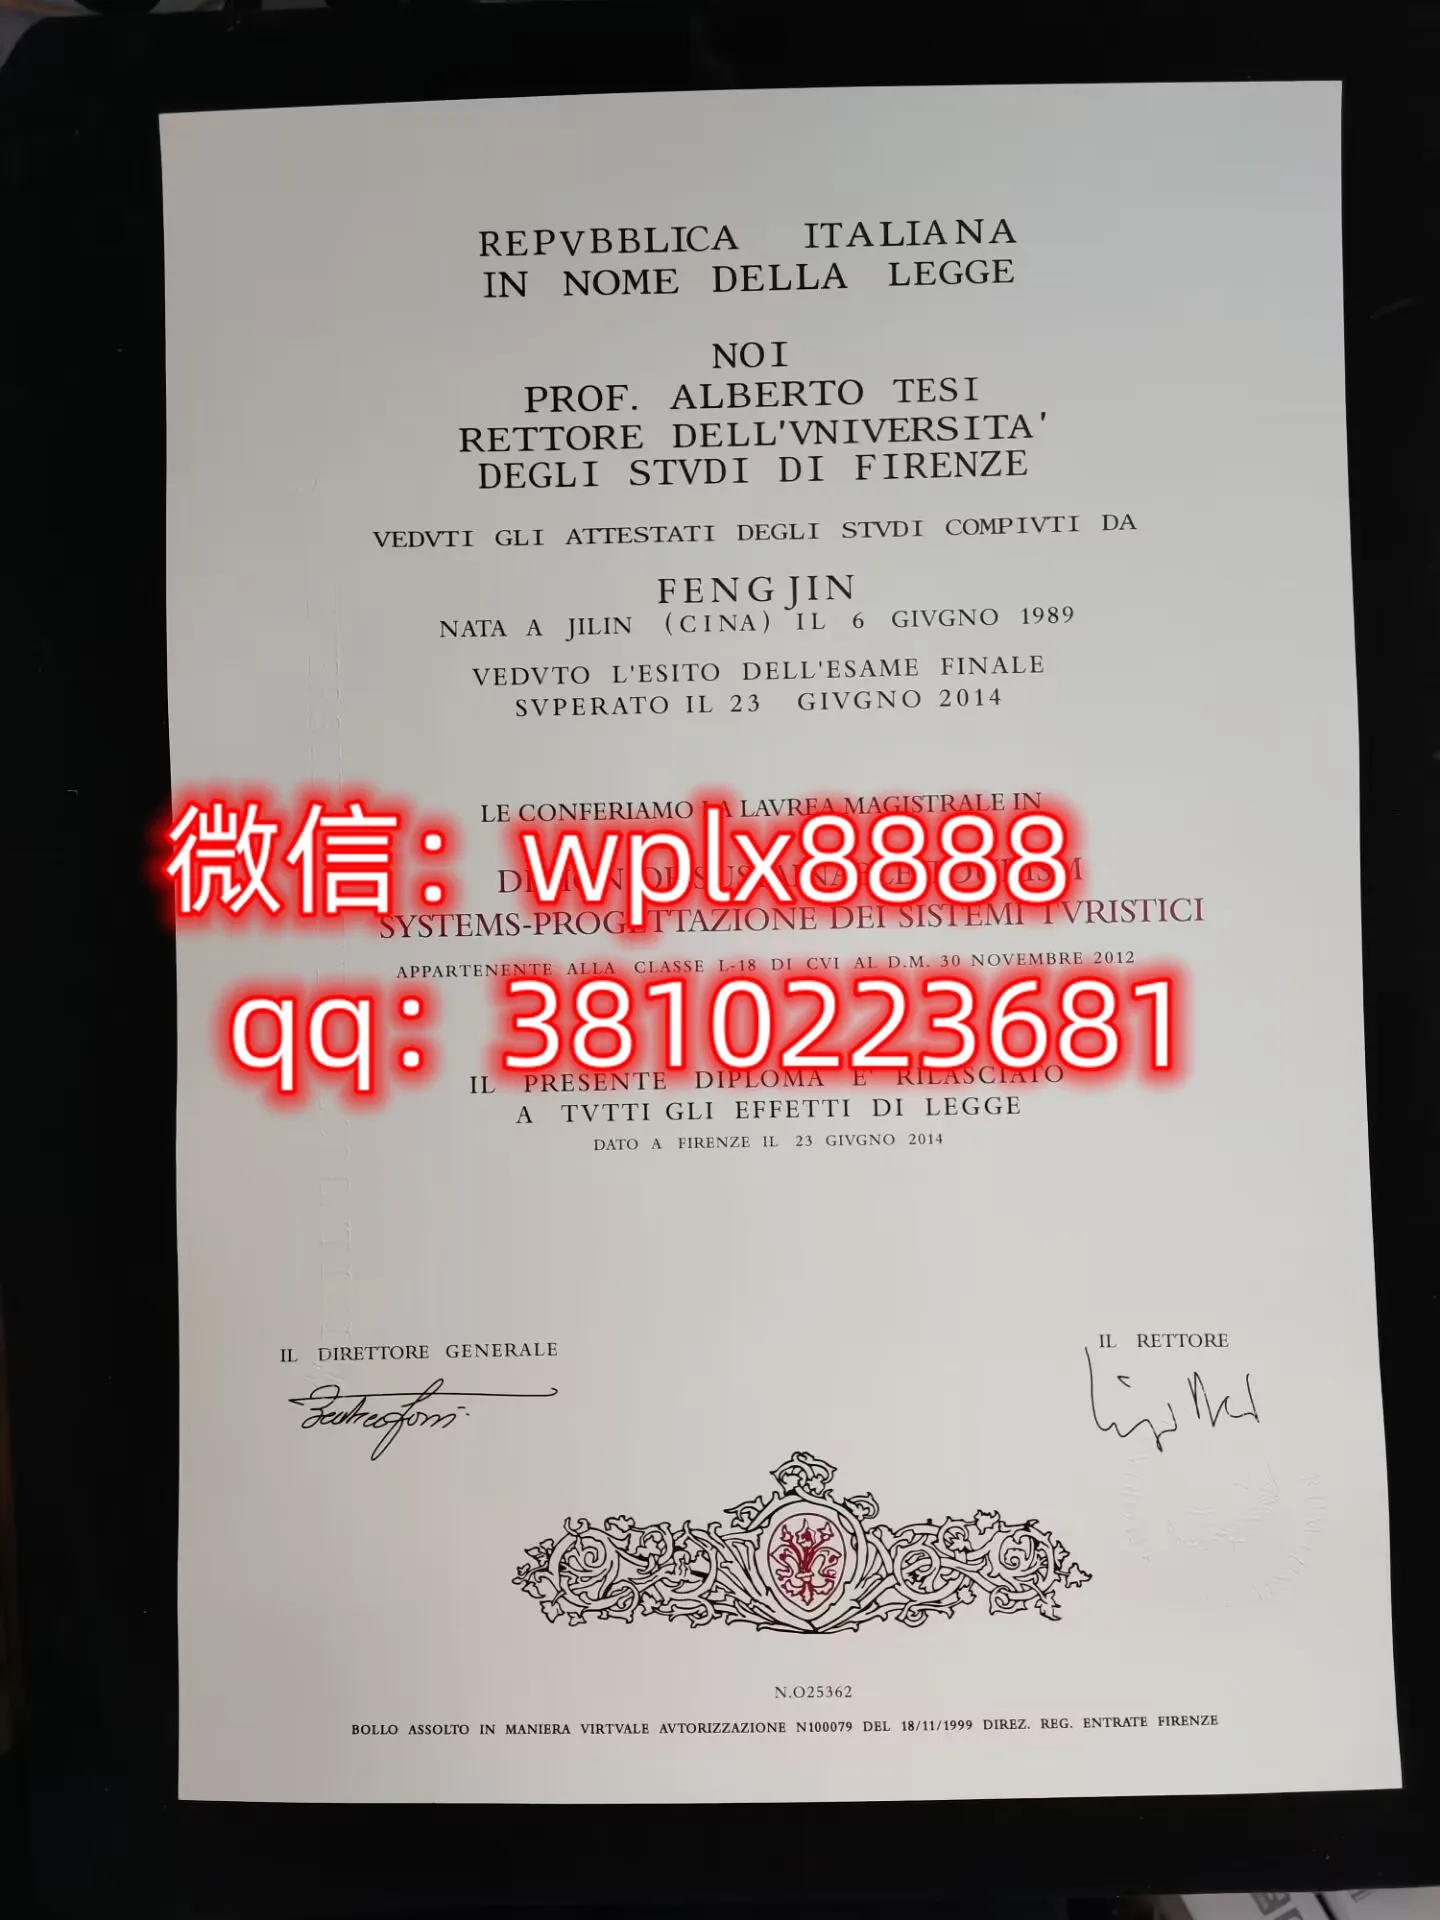 REPVBBLICA ITALIANA
IN NOME DELLA LEGGE
NOI
PROF. ALBERTO TESI
RETTORE DELL'VNIVERSITA'
DEGLI STVDI DI FIRENZE
VEDVTI GLI ATTESTATI DEGLI STVDI COMPIVTI DA
FENG JIN
NATA A JILIN (CINA) IL 6 GIVGNO 1989
VEDVTO L'ESITO DELL'ESAME FINALE
SVPERATO IL 23 GIVGNO 2014
LE CONFERIAMO LA LAVREA MAGISTRALE IN
微信：wplx8888
SYSTEMS-PROGETTAZIONE DEI SISTEMI TVRISTICI
APPARTENENTE ALLA CLASSE L-18 DI CVI AL D.M. 30 NOVEMBRE 2012
qq：3810223681
IL PRESENTE DIPLOMA E' RILASCIATO
A TVTTI GLI EFFETTI DI LEGGE
DATO A FIRENZE IL 23 GIVGNO 2014
IL DIRETTORE GENERALE
IL RETTORE
N.O25362
BOLLO ASSOLTO IN MANIERA VIRTVALE AVTORIZZAZIONE N100079 DEL 18/11/1999 DIREZ. REG. ENTRATE FIRENZE